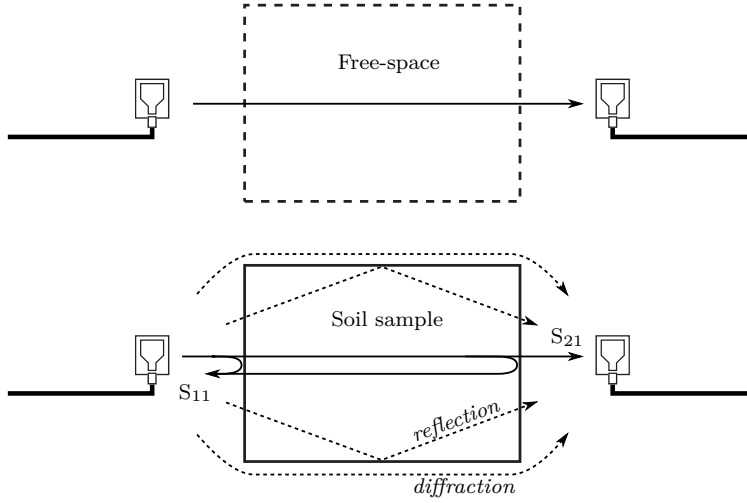 Free-space
Soil sample
S21
S11
reflection
diffraction